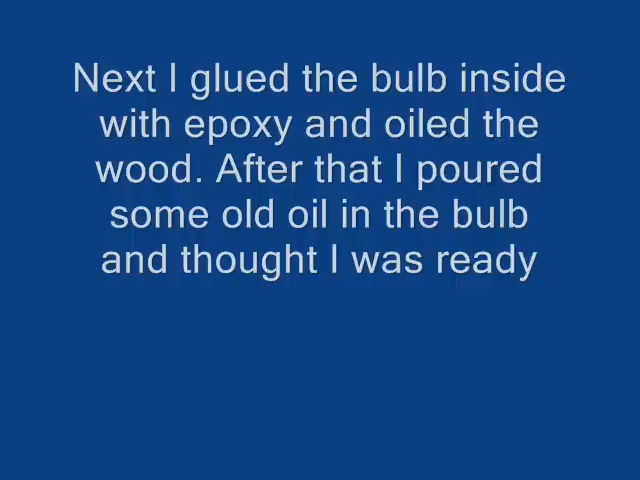 Next I glued the bulb inside
with epoxy and oiled the
wood. After that I poured
some old oil in the bulb
and thought I was ready